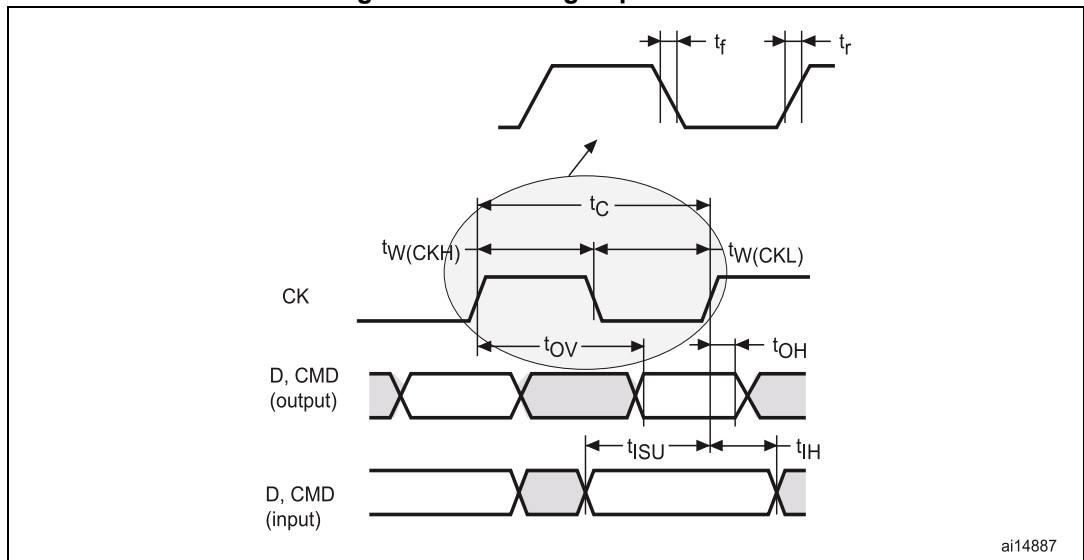 tf
tr
tC
tW(CKH)
tW(CKL)
CK
tOV
tOH
D, CMD
(output)
tISU
tIH
D, CMD
(input)
ai14887